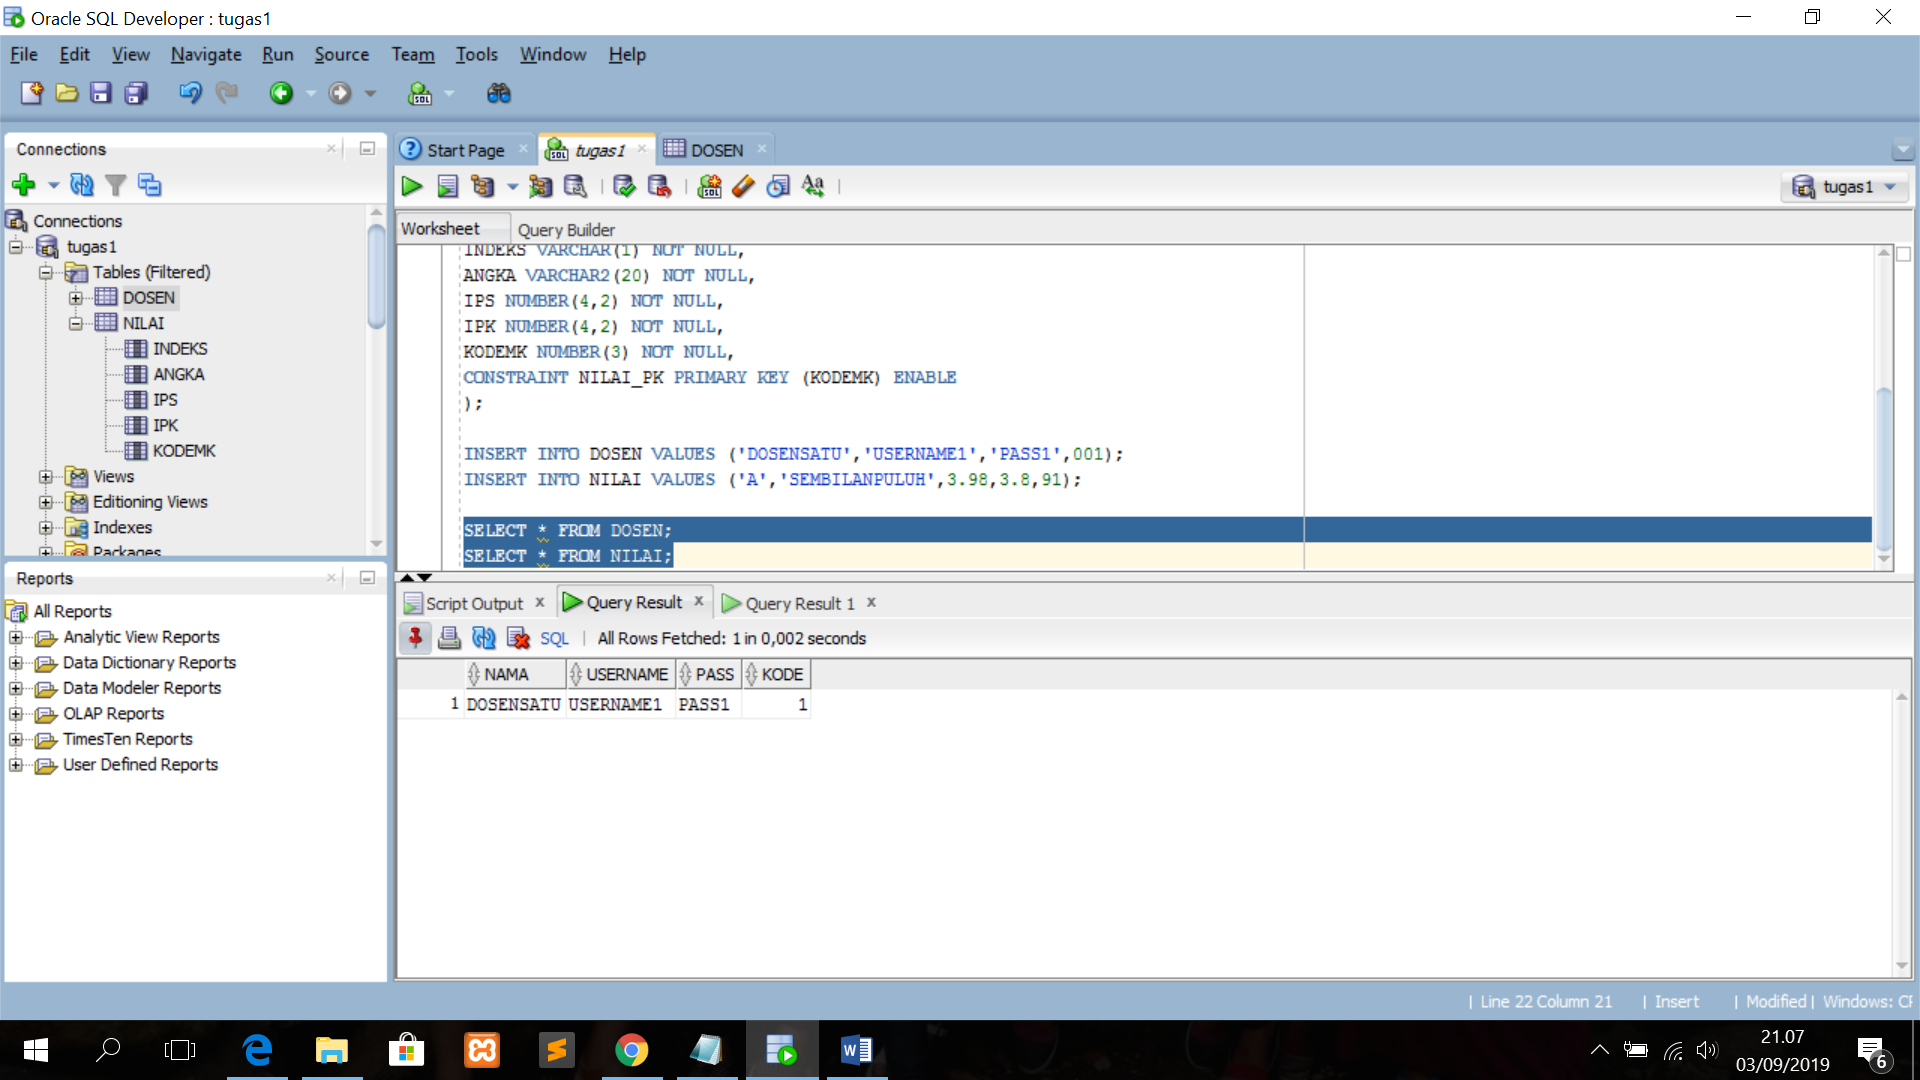 Oracle SQL Developer : tugas1
File Edit View Navigate Run Source Team Tools Window Help
Connections
Connections
tugas1
Tables (Filtered)
DOSEN
NILAI
INDEKS
ANGKA
IPS
IPK
KODEMK
Views
Editioning Views
Indexes
Packages
Reports
All Reports
Analytic View Reports
Data Dictionary Reports
Data Modeler Reports
OLAP Reports
TimesTen Reports
User Defined Reports
Start Page tugas1 DOSEN
tugas1
Worksheet Query Builder
INDEKS VARCHAR(1) NOT NULL,
ANGKA VARCHAR2(20) NOT NULL,
IPS NUMBER(4,2) NOT NULL,
IPK NUMBER(4,2) NOT NULL,
KODEMK NUMBER(3) NOT NULL,
CONSTRAINT NILAI_PK PRIMARY KEY (KODEMK) ENABLE
);
INSERT INTO DOSEN VALUES ('DOSENSATU','USERNAME1','PASS1',001);
INSERT INTO NILAI VALUES ('A','SEMBILANPULUH',3.98,3.8,91);
SELECT * FROM DOSEN;
SELECT * FROM NILAI;
Script Output x Query Result x Query Result 1 x
SQL | All Rows Fetched: 1 in 0,002 seconds
NAMA USERNAME PASS KODE
1 DOSENSATU USERNAME1 PASS1 1
| Line 22 Column 21 | Insert | Modified | Windows: CF
21.07
03/09/2019
6